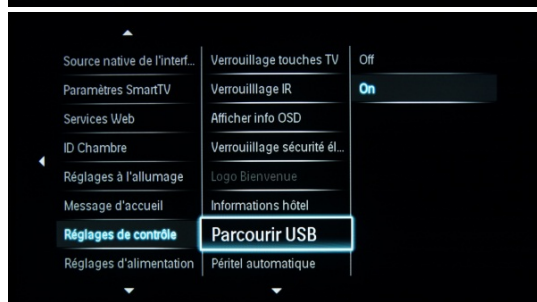 Source native de l'interf...
Paramètres SmartTV
Services Web
ID Chambre
Réglages à l'allumage
Message d'accueil
Réglages de contrôle
Réglages d'alimentation
Verrouillage touches TV
Verrouilllage IR
Afficher info OSD
Verrouiillage sécurité él...
Logo Bienvenue
Informations hôtel
Parcourir USB
Péritel automatique
Off
On